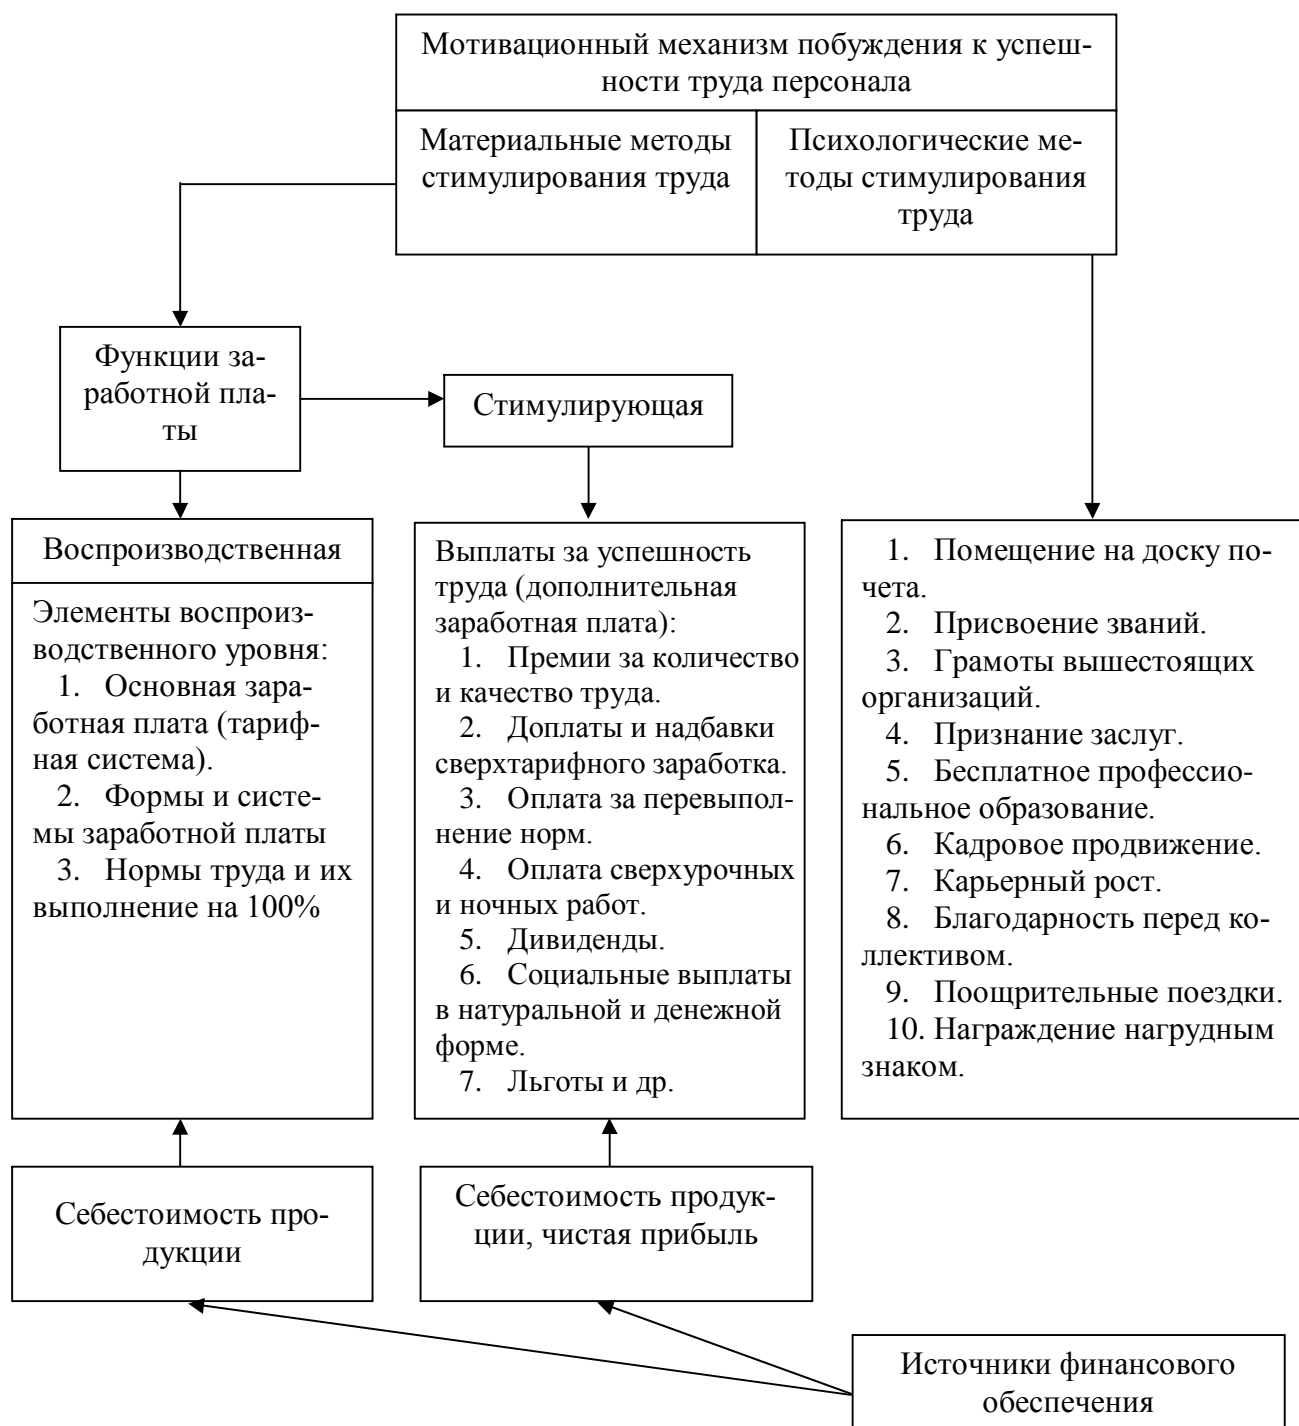 Мотивационный механизм побуждения к успеш-
ности труда персонала
Материальные методы
стимулирования труда
Психологические ме-
тоды стимулирования
труда
Функции за-
работной пла-
ты
Стимулирующая
Воспроизводственная
Элементы воспроиз-
водственного уровня:
1. Основная зара-
ботная плата (тариф-
ная система).
2. Формы и систе-
мы заработной платы
3. Нормы труда и их
выполнение на 100%
Выплаты за успешность
труда (дополнительная
заработная плата):
1. Премии за количество
и качество труда.
2. Доплаты и надбавки
сверхтарифного заработка.
3. Оплата за перевыпол-
нение норм.
4. Оплата сверхурочных
и ночных работ.
5. Дивиденды.
6. Социальные выплаты
в натуральной и денежной
форме.
7. Льготы и др.
1. Помещение на доску по-
чета.
2. Присвоение званий.
3. Грамоты вышестоящих
организаций.
4. Признание заслуг.
5. Бесплатное профессио-
нальное образование.
6. Кадровое продвижение.
7. Карьерный рост.
8. Благодарность перед ко-
ллективом.
9. Поощрительные поездки.
10. Награждение нагрудным
знаком.
Себестоимость про-
дукции
Себестоимость продук-
ции, чистая прибыль
Источники финансового
обеспечения